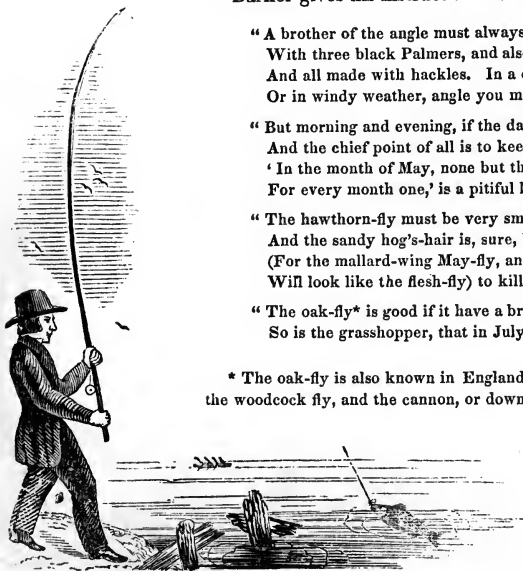 Barker gives his
" A brother of the angle must always
With three black Palmers, and als
And all made with hackles. In a
Or in windy weather, angle you m
" But morning and evening, if the da
And the chief point of all is to kee
' In the month of May, none but th
For every month one,' is a pitiful
" The hawthorn-fly must be very sm
And the sandy hog's-hair is, sure,
(For the mallard-wing May-fly, an
Will look like the flesh-fly) to kill
" The oak-fly* is good if it have a br
So is the grasshopper, that in July
* The oak-fly is also known in England
the woodcock fly, and the cannon, or down